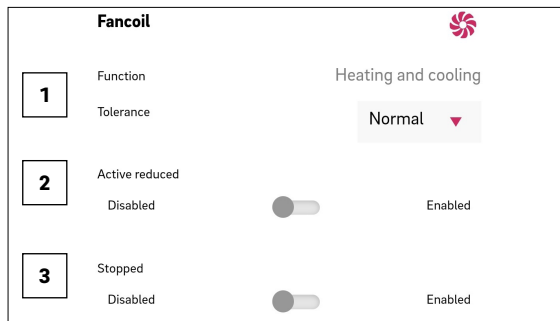 Fancoil
1
Function Heating and cooling
Tolerance Normal
2
Active reduced
Disabled Enabled
3
Stopped
Disabled Enabled